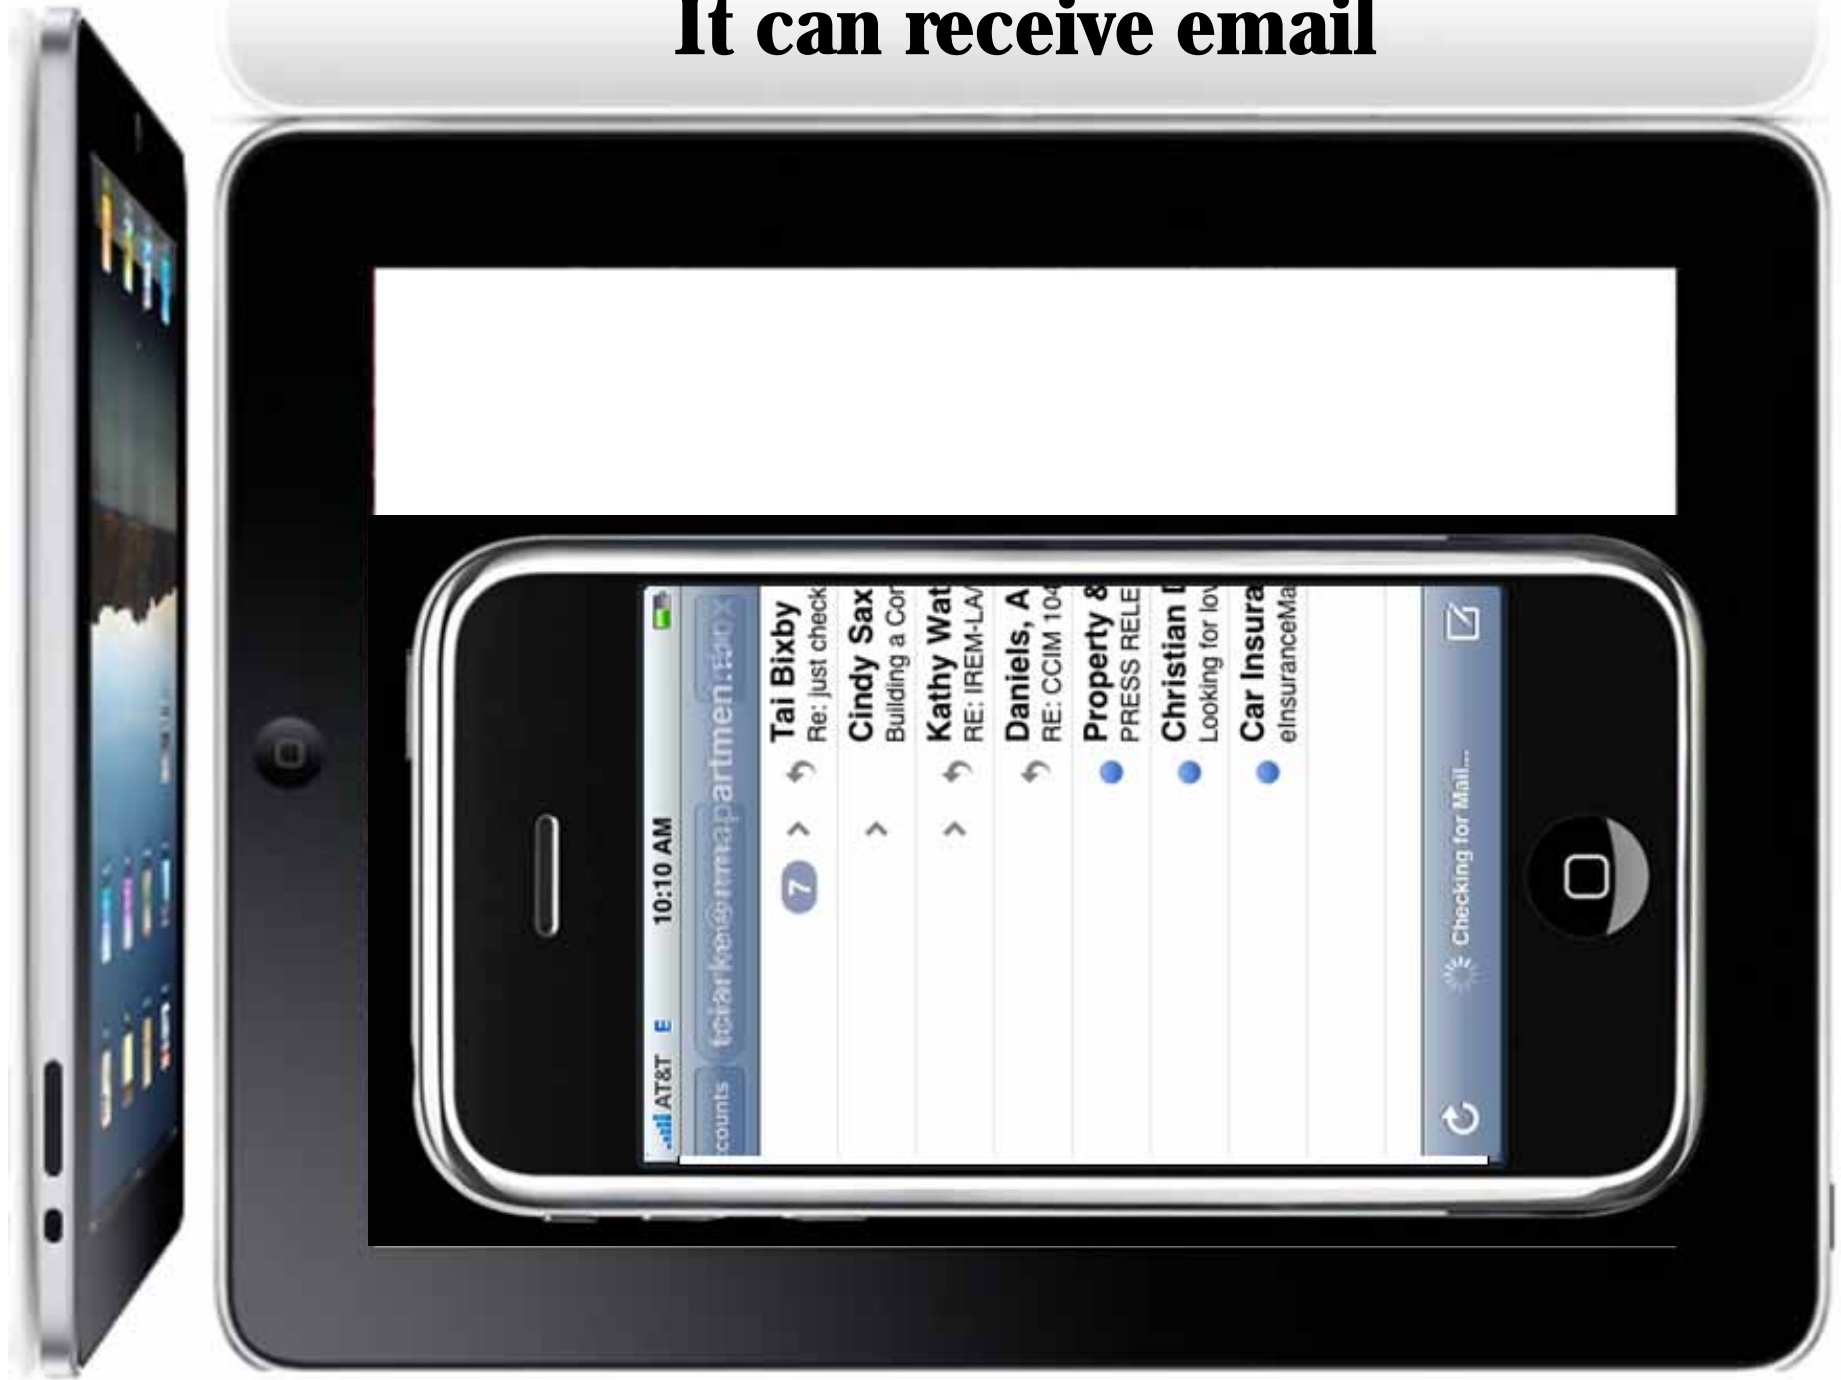 It can receive email
AT&T E 10:10 AM
counts
7
Tai Bixby
Re: just check
Cindy Sax
Building a Cor
Kathy Wat
RE: IREM-LA/
Daniels, A
RE: CCIM 104
Property &
PRESS RELE
Christian D
Looking for lov
Car Insura
eInsuranceMa
Checking for Mail...